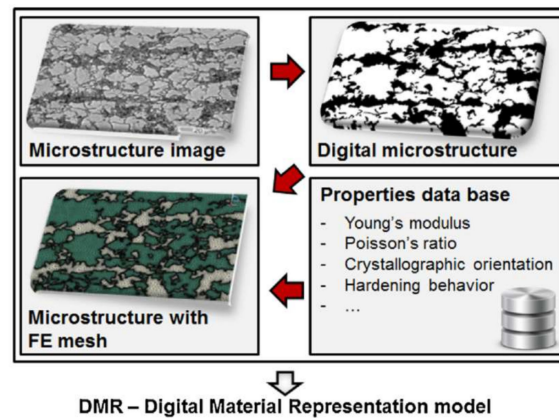 Microstructure image
Digital microstructure
Microstructure with
FE mesh
Properties data base
- Young's modulus
- Poisson's ratio
- Crystallographic orientation
- Hardening behavior
- ...
DMR – Digital Material Representation model